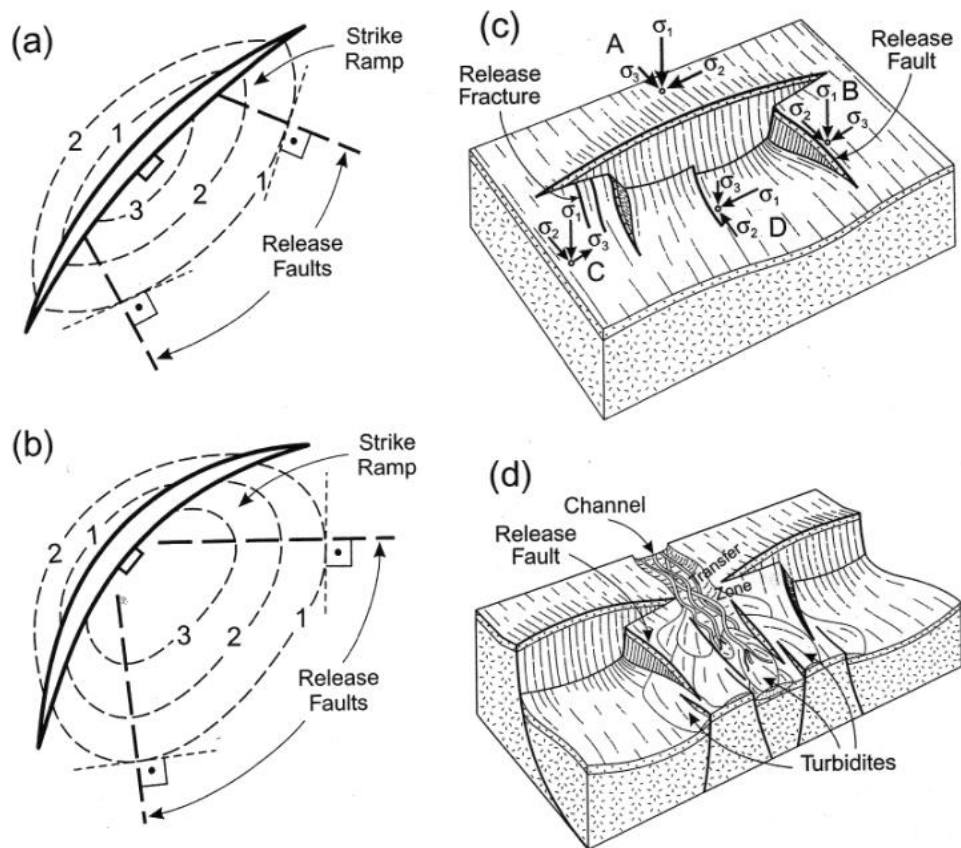 (a)
Strike
Ramp
2
1
3
2
1
Release
Faults
(b)
Strike
Ramp
2
1
3
2
1
Release
Faults
(c)
A
σ1
σ3
σ2
Release
Fracture
Release
Fault
σ1 B
σ2
σ3
σ3
σ1
σ2 D
σ1
σ2
σ3
C
(d)
Channel
Release
Fault
Transfer
Zone
Turbidites